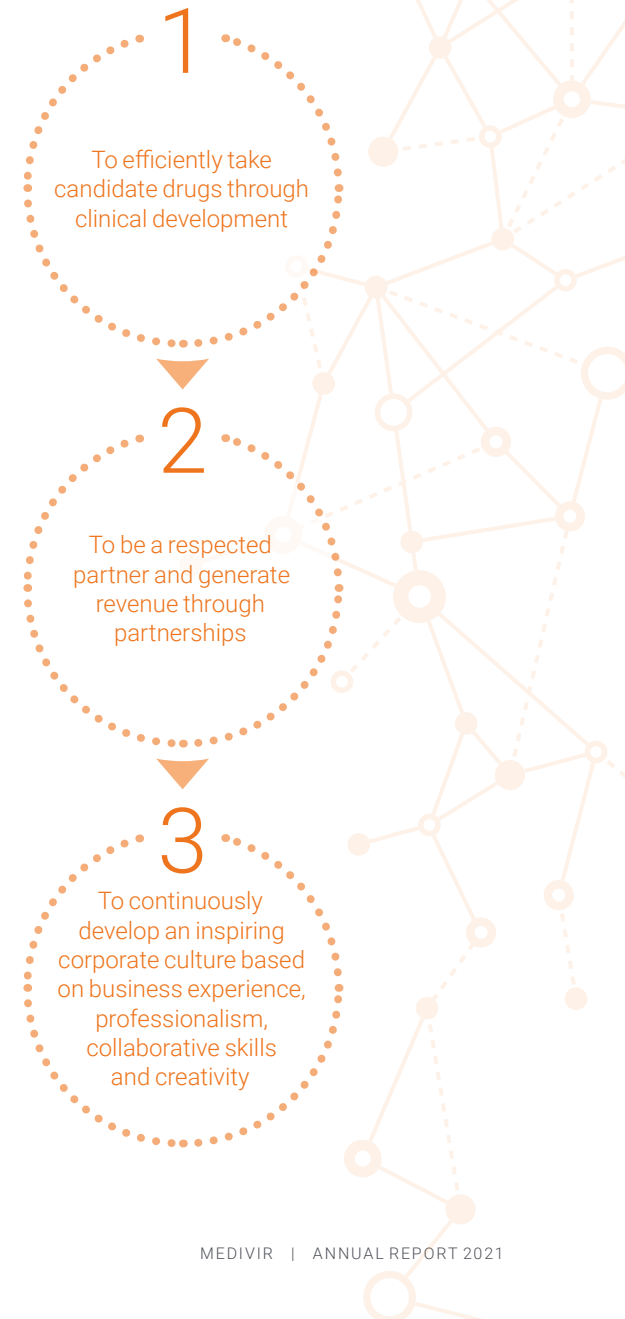 1
To efficiently take
candidate drugs through
clinical development
2
To be a respected
partner and generate
revenue through
partnerships
3
To continuously
develop an inspiring
corporate culture based
on business experience,
professionalism,
collaborative skills
and creativity
MEDIVIR | ANNUAL REPORT 2021